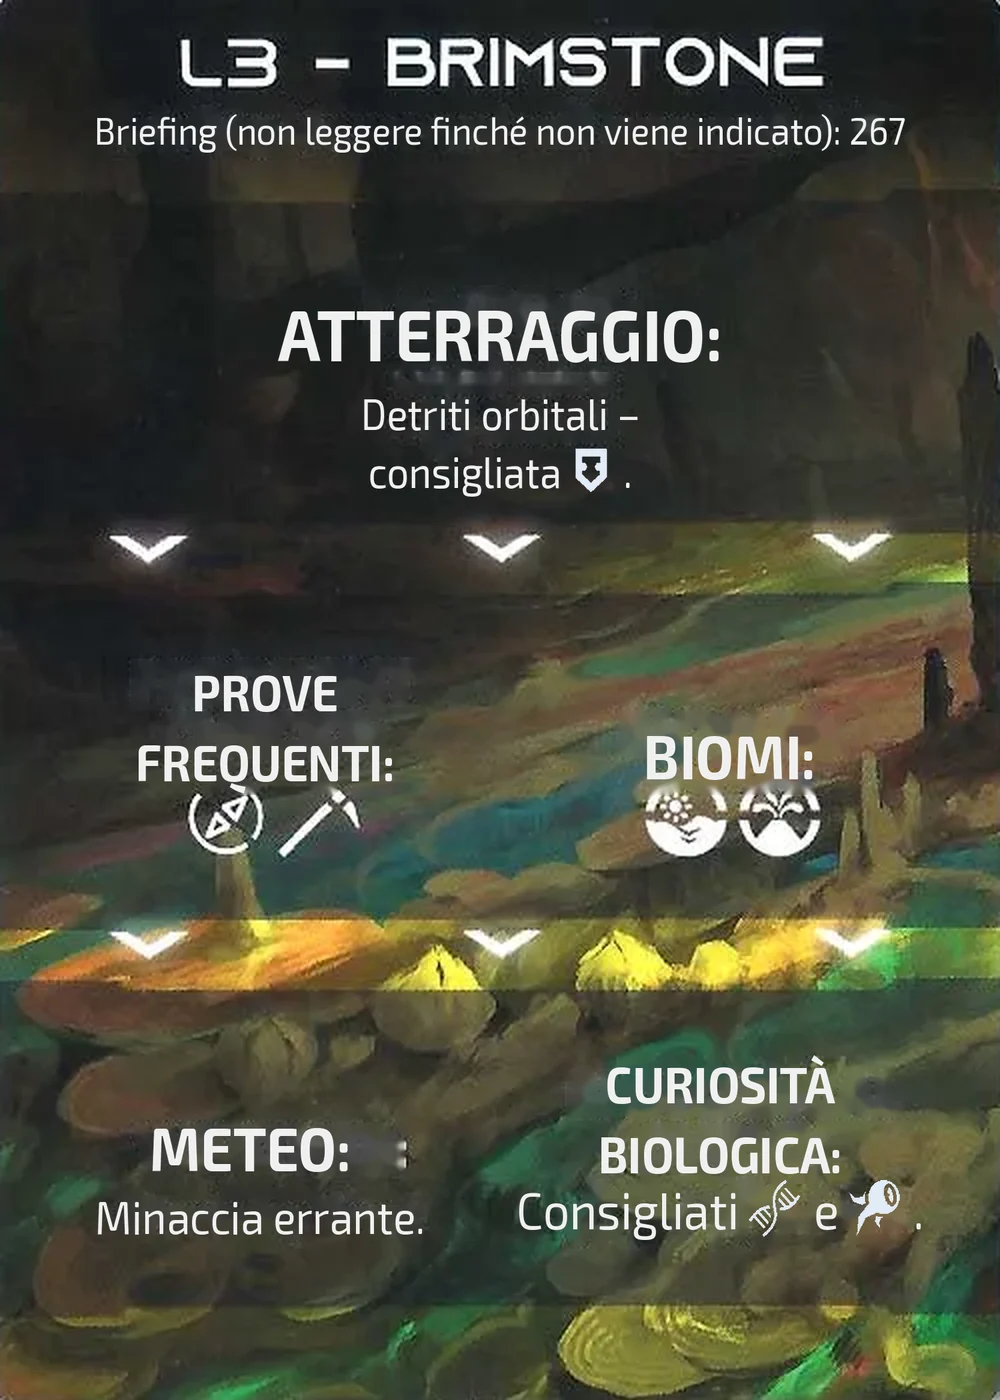 L3 - BRIMSTONE
Briefing (non leggere finché non viene indicato): 267
ATTERRAGGIO:
Detriti orbitali –
consigliata .
PROVE
FREQUENTI:
BIOMI:
METEO:
Minaccia errante.
CURIOSITÀ
BIOLOGICA:
Consigliati e .